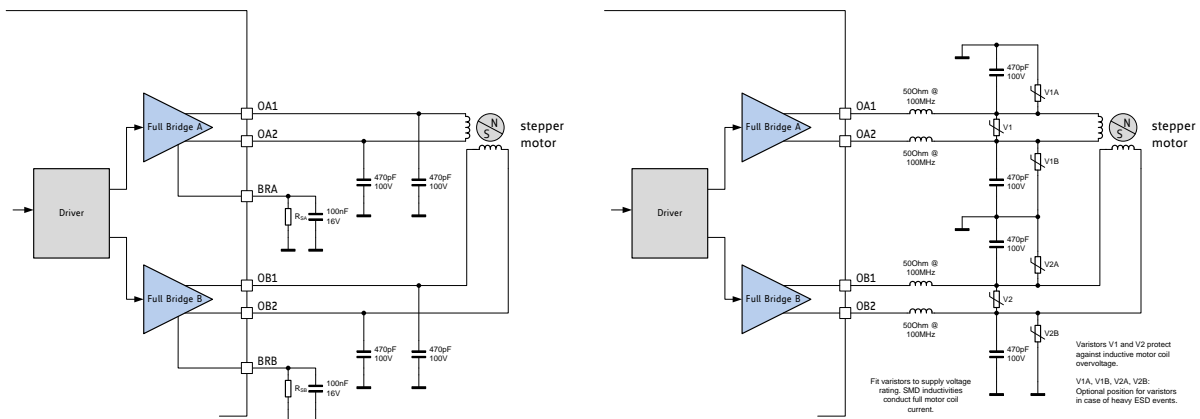 OA1
OA2
Full Bridge A
N
S
stepper
motor
470pF
100V
470pF
100V
BRA
RSA
100nF
16V
Driver
OB1
OB2
Full Bridge B
470pF
100V
470pF
100V
BRB
RSB
100nF
16V
470pF
100V
V1A
50Ohm @
100MHz
OA1
OA2
Full Bridge A
V1
N
S
stepper
motor
50Ohm @
100MHz
V1B
470pF
100V
Driver
470pF
100V
V2A
50Ohm @
100MHz
OB1
OB2
Full Bridge B
V2
50Ohm @
100MHz
V2B
470pF
100V
Fit varistors to supply voltage
rating. SMD inductivities
conduct full motor coil
current.
Varistors V1 and V2 protect
against inductive motor coil
overvoltage.
V1A, V1B, V2A, V2B:
Optional position for varistors
in case of heavy ESD events.